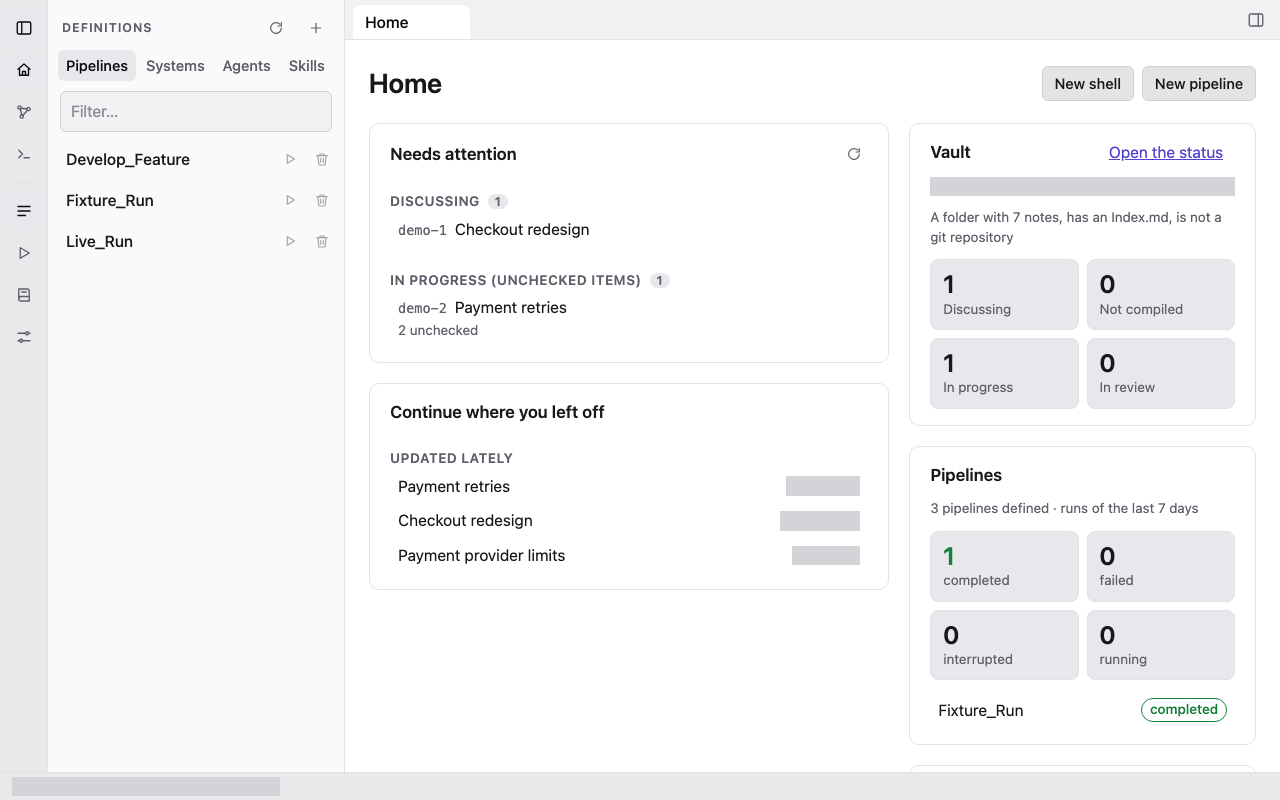 DEFINITIONS
Pipelines Systems Agents Skills
Filter...
Develop_Feature
Fixture_Run
Live_Run
Home
Home
New shell
New pipeline
Needs attention
DISCUSSING 1
demo-1 Checkout redesign
IN PROGRESS (UNCHECKED ITEMS) 1
demo-2 Payment retries
2 unchecked
Continue where you left off
UPDATED LATELY
Payment retries
Checkout redesign
Payment provider limits
Vault
Open the status
A folder with 7 notes, has an Index.md, is not a
git repository
1
Discussing
0
Not compiled
1
In progress
0
In review
Pipelines
3 pipelines defined · runs of the last 7 days
1
completed
0
failed
0
interrupted
0
running
Fixture_Run
completed